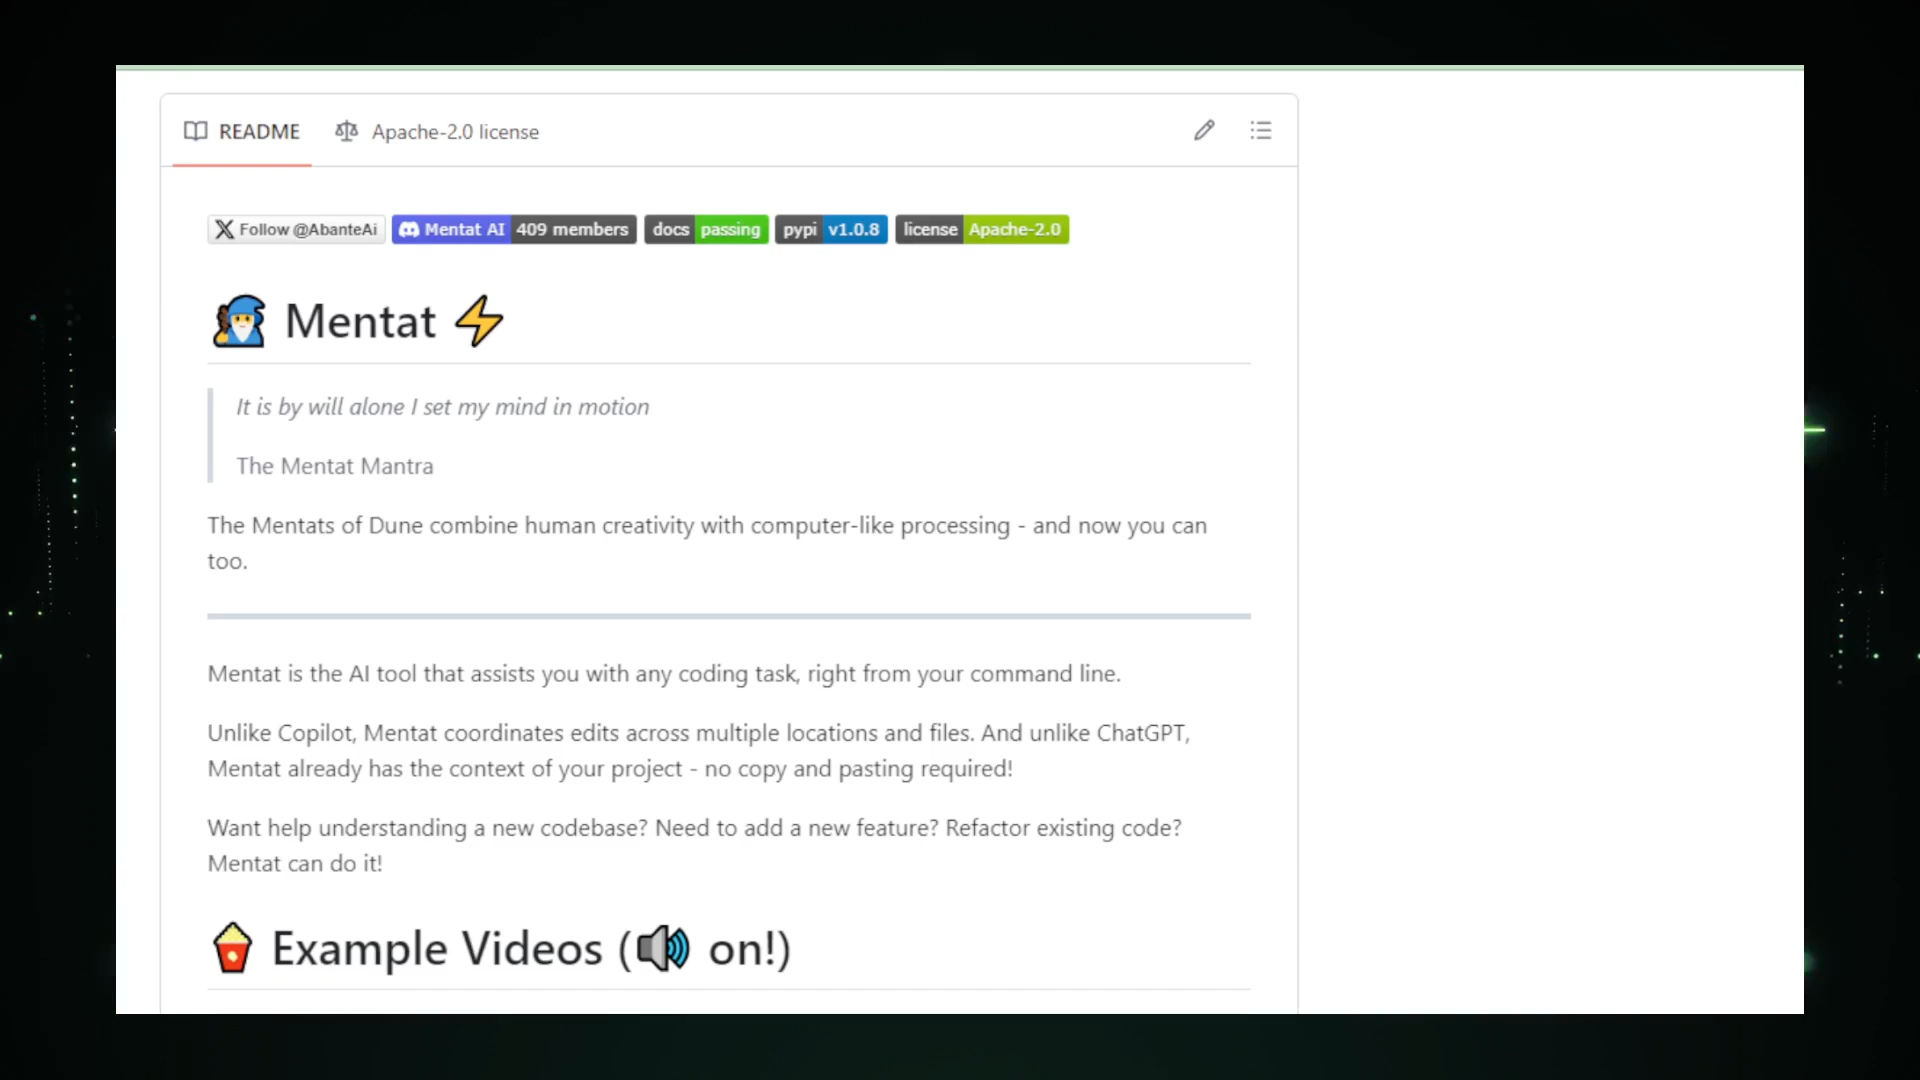 README Apache-2.0 license
Follow @AbanteAi Mentat AI 409 members docs passing pypi v1.0.8 license Apache-2.0
Mentat
It is by will alone I set my mind in motion
The Mentat Mantra
The Mentats of Dune combine human creativity with computer-like processing - and now you can
too.
Mentat is the AI tool that assists you with any coding task, right from your command line.
Unlike Copilot, Mentat coordinates edits across multiple locations and files. And unlike ChatGPT,
Mentat already has the context of your project - no copy and pasting required!
Want help understanding a new codebase? Need to add a new feature? Refactor existing code?
Mentat can do it!
Example Videos (🔊 on!)